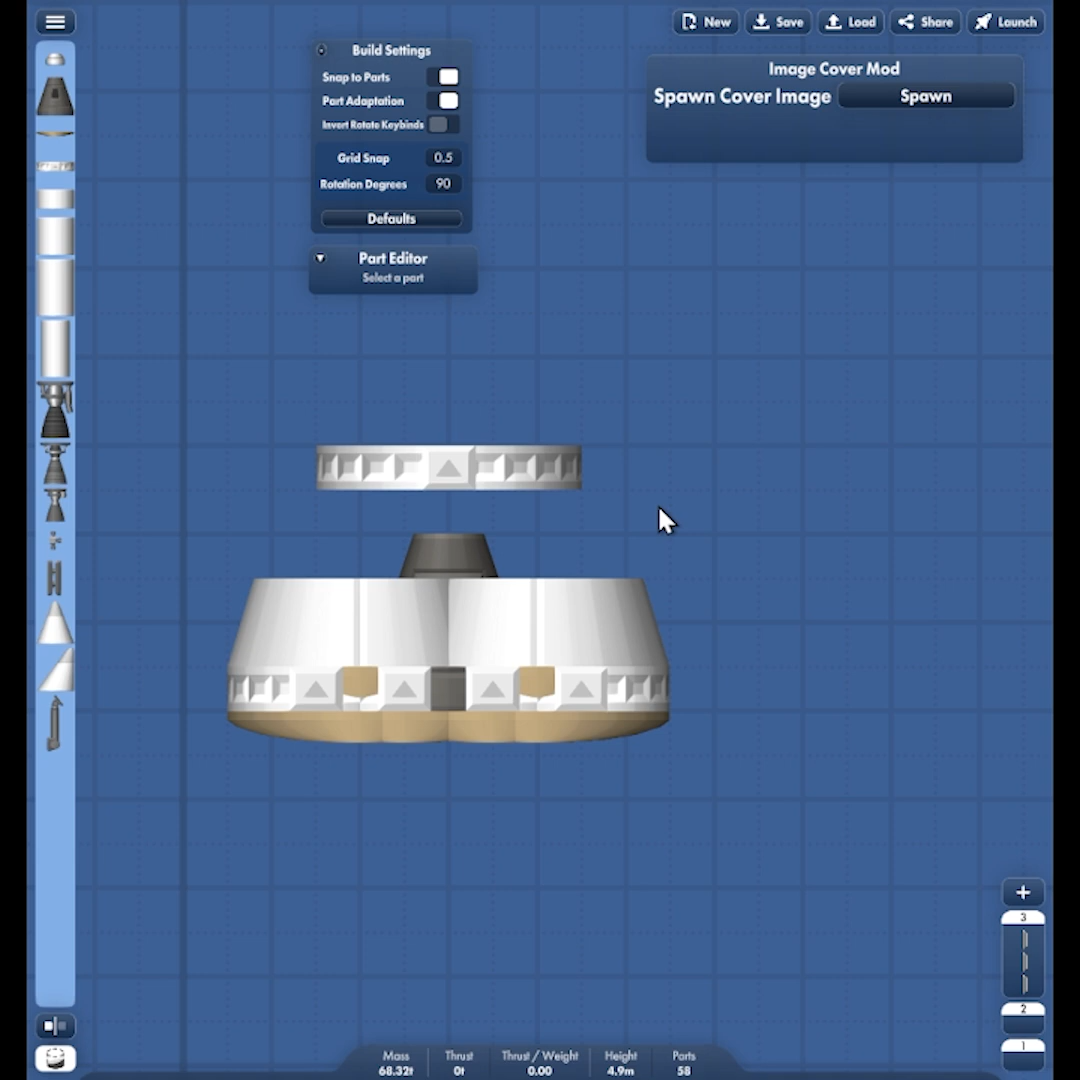 New Save Load Share Launch
Build Settings
Snap to Parts
Part Adaptation
Invert Rotate Keybinds
Grid Snap 0.5
Rotation Degrees 90
Defaults
Part Editor
Select a part
Image Cover Mod
Spawn Cover Image Spawn
3
2
1
Mass Thrust Thrust / Weight Height Parts
68.32t 0t 0.00 4.9m 58